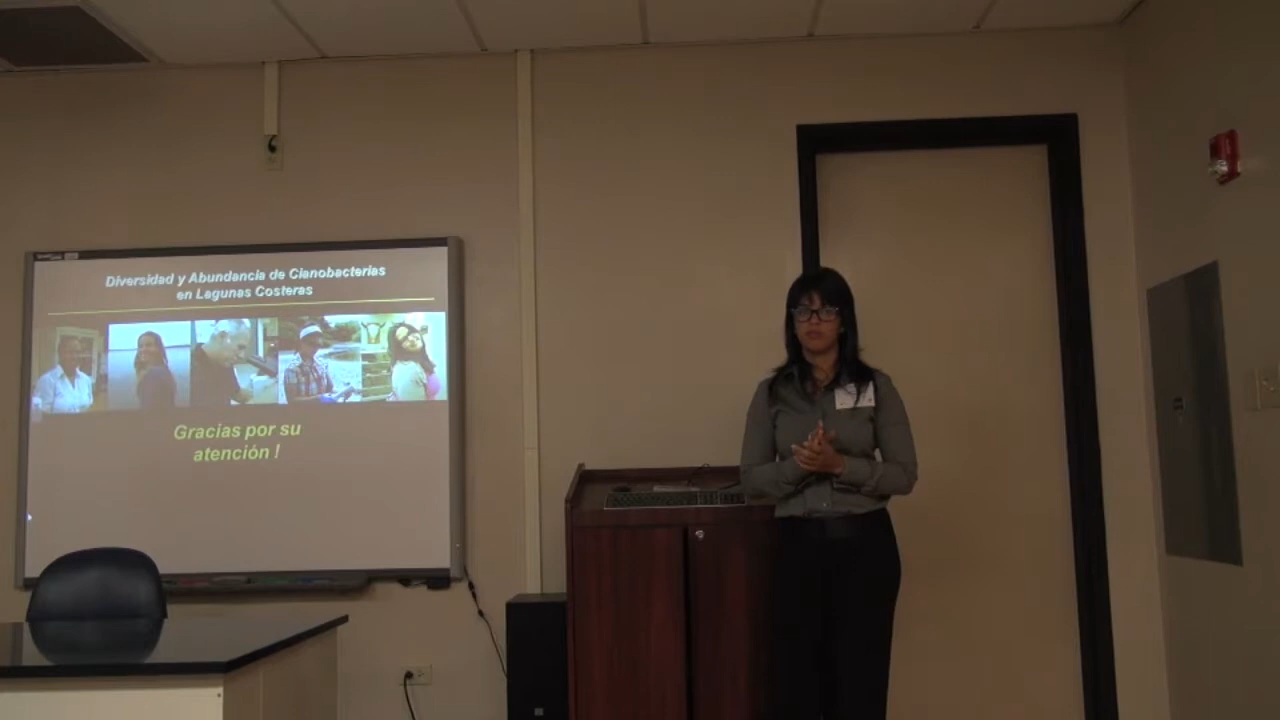 Diversidad y Abundancia de Cianobacterias
en Lagunas Costeras
Gracias por su
atención !